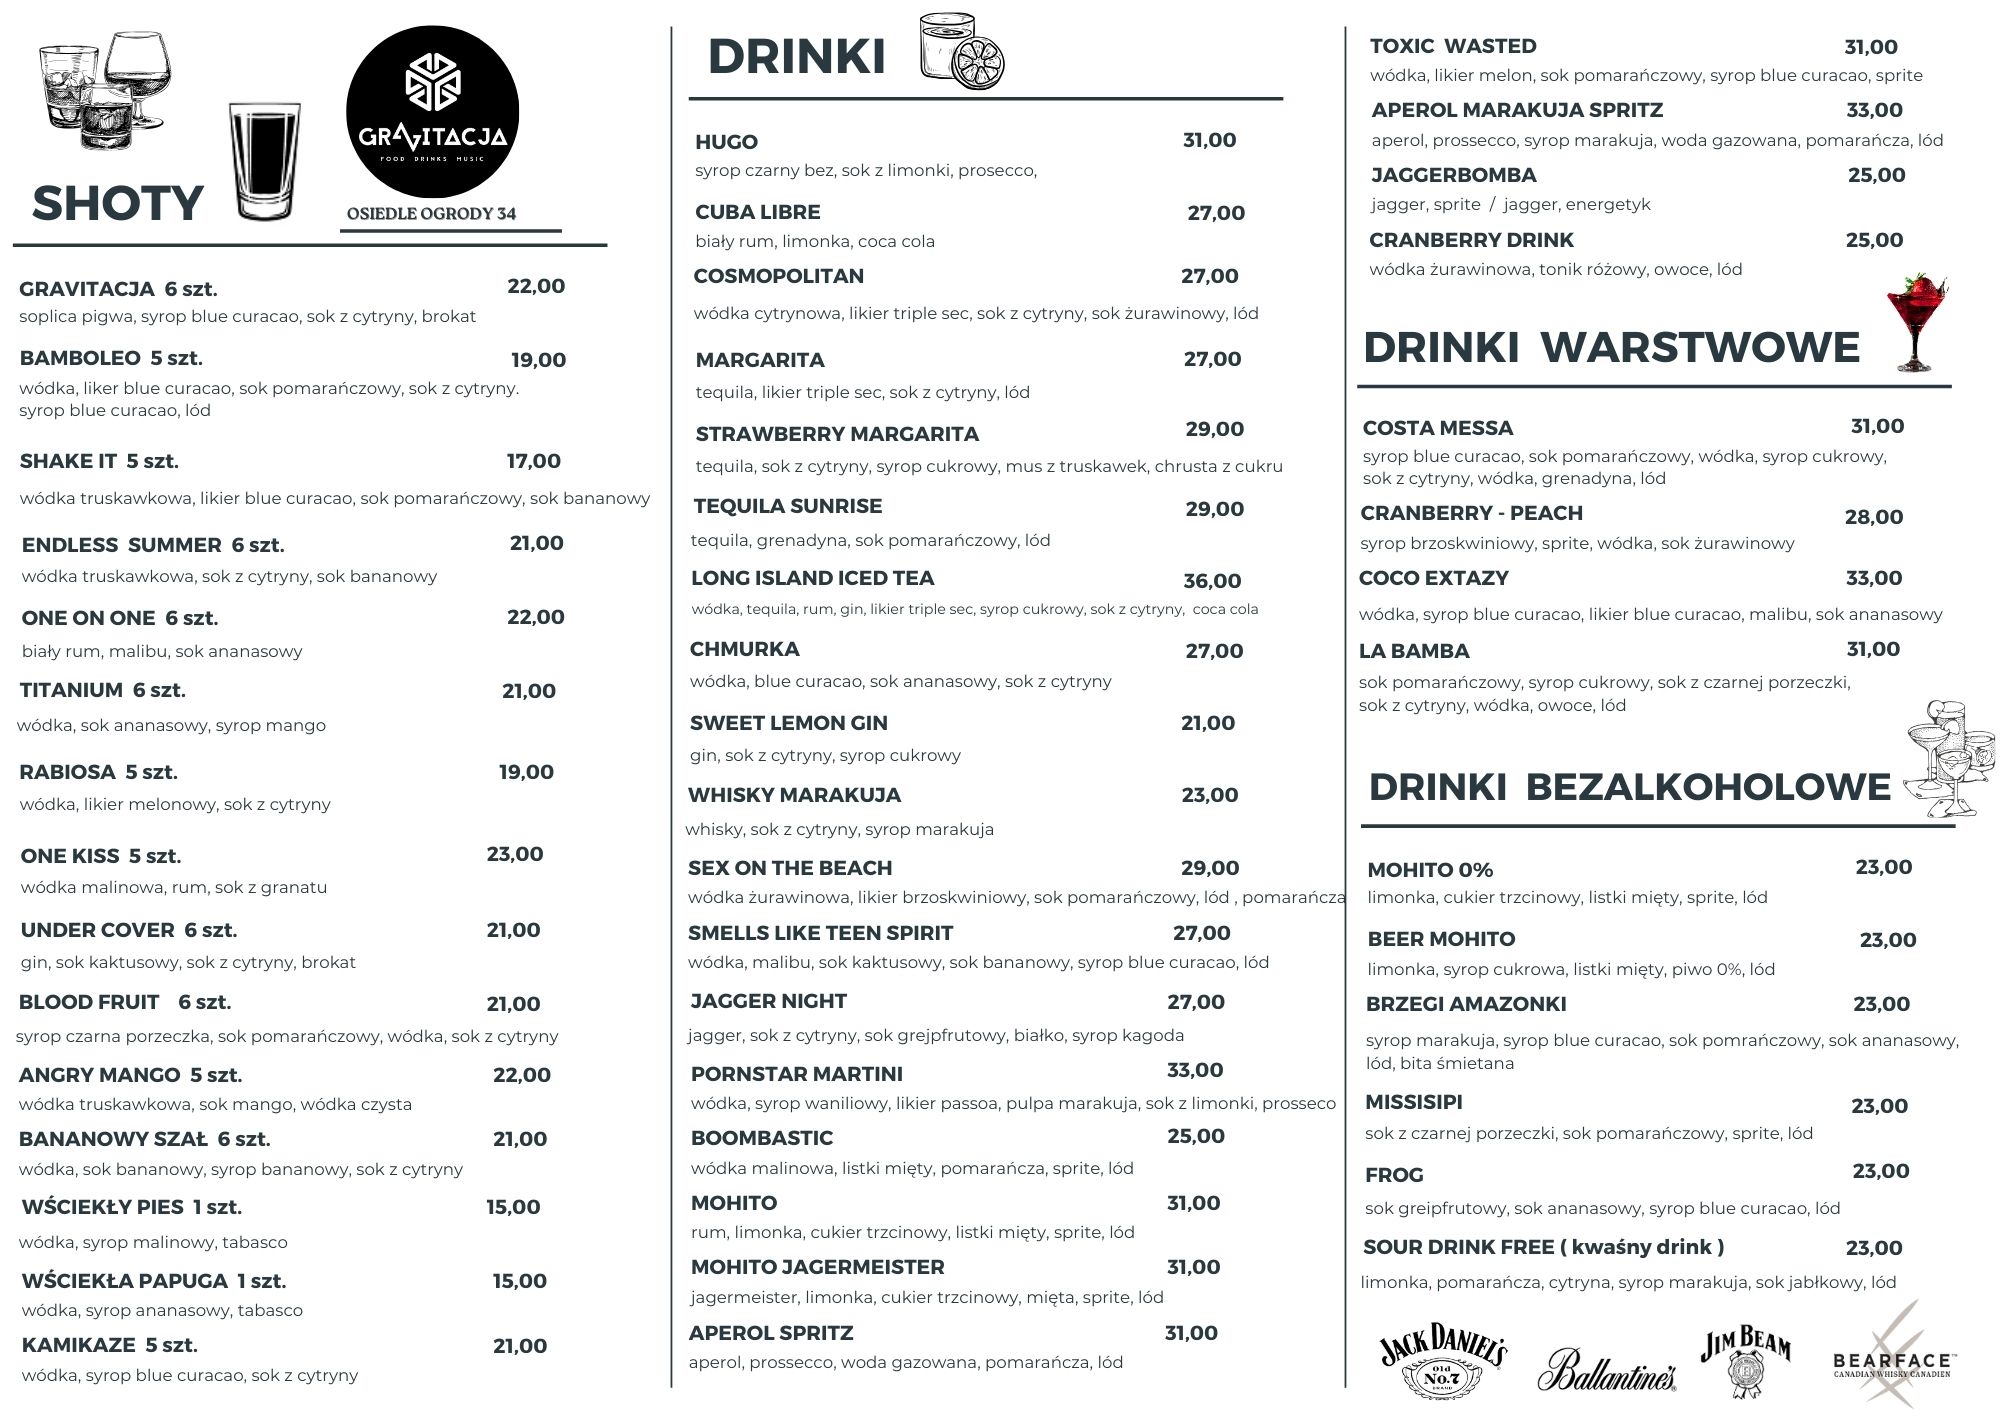 GRAVITACJA
FOOD DRINKS MUSIC
SHOTY
OSIEDLE OGRODY 34
GRAVITACJA 6 szt. 22,00
soplica pigwa, syrop blue curacao, sok z cytryny, brokat
BAMBOLEO 5 szt. 19,00
wódka, liker blue curacao, sok pomarańczowy, sok z cytryny.
syrop blue curacao, lód
SHAKE IT 5 szt. 17,00
wódka truskawkowa, likier blue curacao, sok pomarańczowy, sok bananowy
ENDLESS SUMMER 6 szt. 21,00
wódka truskawkowa, sok z cytryny, sok bananowy
ONE ON ONE 6 szt. 22,00
biały rum, malibu, sok ananasowy
TITANIUM 6 szt. 21,00
wódka, sok ananasowy, syrop mango
RABIOSA 5 szt. 19,00
wódka, likier melonowy, sok z cytryny
ONE KISS 5 szt. 23,00
wódka malinowa, rum, sok z granatu
UNDER COVER 6 szt. 21,00
gin, sok kaktusowy, sok z cytryny, brokat
BLOOD FRUIT 6 szt. 21,00
syrop czarna porzeczka, sok pomarańczowy, wódka, sok z cytryny
ANGRY MANGO 5 szt. 22,00
wódka truskawkowa, sok mango, wódka czysta
BANANOWY SZAŁ 6 szt. 21,00
wódka, sok bananowy, syrop bananowy, sok z cytryny
WŚCIEKŁY PIES 1 szt. 15,00
wódka, syrop malinowy, tabasco
WŚCIEKŁA PAPUGA 1 szt. 15,00
wódka, syrop ananasowy, tabasco
KAMIKAZE 5 szt. 21,00
wódka, syrop blue curacao, sok z cytryny
DRINKI
HUGO 31,00
syrop czarny bez, sok z limonki, prosecco,
CUBA LIBRE 27,00
biały rum, limonka, coca cola
COSMOPOLITAN 27,00
wódka cytrynowa, likier triple sec, sok z cytryny, sok żurawinowy, lód
MARGARITA 27,00
tequila, likier triple sec, sok z cytryny, lód
STRAWBERRY MARGARITA 29,00
tequila, sok z cytryny, syrop cukrowy, mus z truskawek, chrusta z cukru
TEQUILA SUNRISE 29,00
tequila, grenadyna, sok pomarańczowy, lód
LONG ISLAND ICED TEA 36,00
wódka, tequila, rum, gin, likier triple sec, syrop cukrowy, sok z cytryny, coca cola
CHMURKA 27,00
wódka, blue curacao, sok ananasowy, sok z cytryny
SWEET LEMON GIN 21,00
gin, sok z cytryny, syrop cukrowy
WHISKY MARAKUJA 23,00
whisky, sok z cytryny, syrop marakuja
SEX ON THE BEACH 29,00
wódka żurawinowa, likier brzoskwiniowy, sok pomarańczowy, lód , pomarańcza
SMELLS LIKE TEEN SPIRIT 27,00
wódka, malibu, sok kaktusowy, sok bananowy, syrop blue curacao, lód
JAGGER NIGHT 27,00
jagger, sok z cytryny, sok grejpfrutowy, białko, syrop kagoda
PORNSTAR MARTINI 33,00
wódka, syrop waniliowy, likier passoa, pulpa marakuja, sok z limonki, prosseco
BOOMBASTIC 25,00
wódka malinowa, listki mięty, pomarańcza, sprite, lód
MOHITO 31,00
rum, limonka, cukier trzcinowy, listki mięty, sprite, lód
MOHITO JAGERMEISTER 31,00
jagermeister, limonka, cukier trzcinowy, mięta, sprite, lód
APEROL SPRITZ 31,00
aperol, prossecco, woda gazowana, pomarańcza, lód
TOXIC WASTED 31,00
wódka, likier melon, sok pomarańczowy, syrop blue curacao, sprite
APEROL MARAKUJA SPRITZ 33,00
aperol, prossecco, syrop marakuja, woda gazowana, pomarańcza, lód
JAGGERBOMBA 25,00
jagger, sprite / jagger, energetyk
CRANBERRY DRINK 25,00
wódka żurawinowa, tonik różowy, owoce, lód
DRINKI WARSTWOWE
COSTA MESSA 31,00
syrop blue curacao, sok pomarańczowy, wódka, syrop cukrowy,
sok z cytryny, wódka, grenadyna, lód
CRANBERRY - PEACH 28,00
syrop brzoskwiniowy, sprite, wódka, sok żurawinowy
COCO EXTAZY 33,00
wódka, syrop blue curacao, likier blue curacao, malibu, sok ananasowy
LA BAMBA 31,00
sok pomarańczowy, syrop cukrowy, sok z czarnej porzeczki,
sok z cytryny, wódka, owoce, lód
DRINKI BEZALKOHOLOWE
MOHITO 0% 23,00
limonka, cukier trzcinowy, listki mięty, sprite, lód
BEER MOHITO 23,00
limonka, syrop cukrowa, listki mięty, piwo 0%, lód
BRZEGI AMAZONKI 23,00
syrop marakuja, syrop blue curacao, sok pomrańczowy, sok ananasowy,
lód, bita śmietana
MISSISIPI 23,00
sok z czarnej porzeczki, sok pomarańczowy, sprite, lód
FROG 23,00
sok greipfrutowy, sok ananasowy, syrop blue curacao, lód
SOUR DRINK FREE ( kwaśny drink ) 23,00
limonka, pomarańcza, cytryna, syrop marakuja, sok jabłkowy, lód
JACK DANIEL'S
Old
No.7
BRAND
Ballantine's
JIM BEAM
BEARFACE
CANADIAN WHISKY CANADIEN